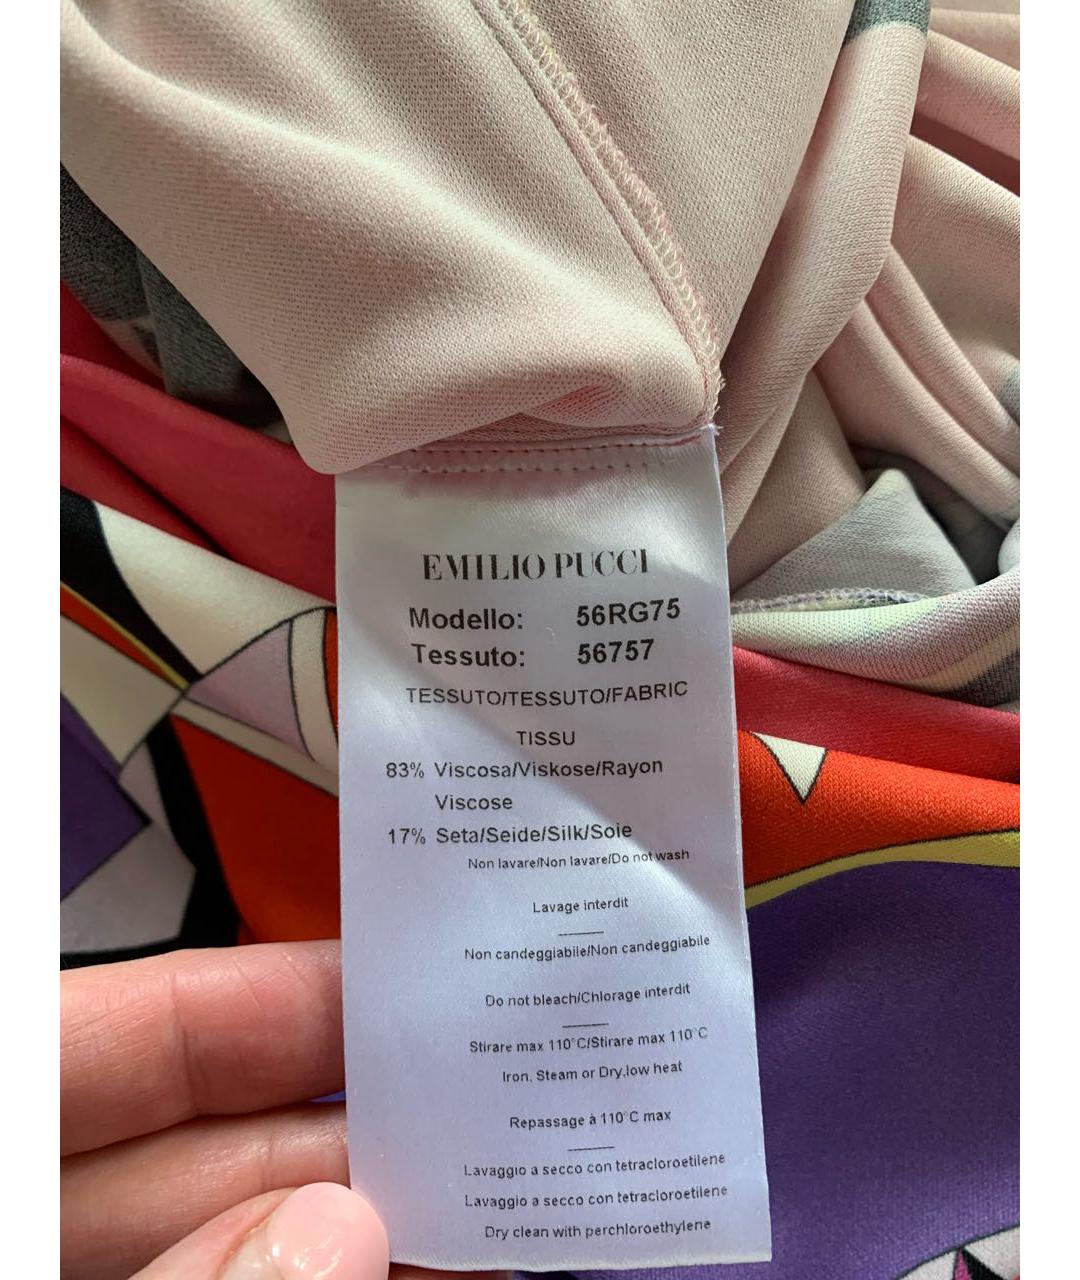 EMILIO PUCCI
Modello: 56RG75
Tessuto: 56757
TESSUTO/TESSUTO/FABRIC
TISSU
83% Viscosa/Viskose/Rayon
Viscose
17% Seta/Seide/Silk/Soie
Non lavare/Non lavare/Do not wash
Lavage interdit
Non candeggiabile/Non candeggiabile
Do not bleach/Chlorage interdit
Stirare max 110°C/Stirare max 110°C
Iron, Steam or Dry,low heat
Repassage à 110°C max
Lavaggio a secco con tetracloroetilene
Lavaggio a secco con tetracloroetilene
Dry clean with perchloroethylene